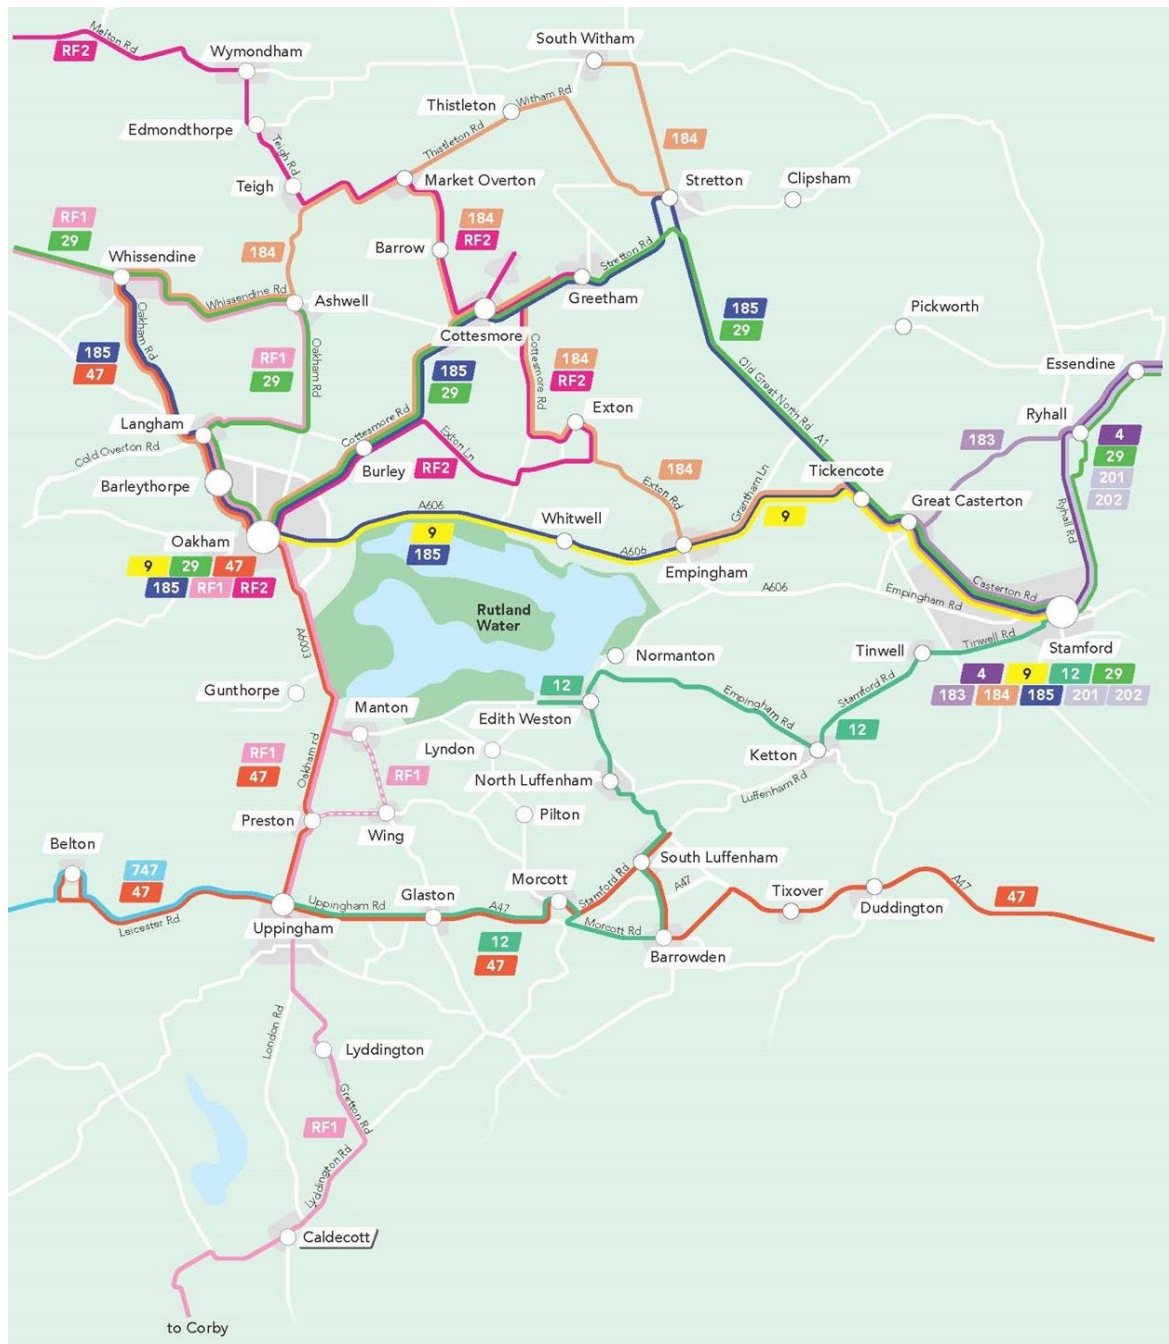 Melton Rd
RF2
Wymondham
South Witham
Edmondthorpe
Thistleton
Witham Rd
Thistleton Rd
184
Teigh Rd
Teigh
Market Overton
Stretton
Clipsham
RF1
29
184
RF2
Whissendine
184
Barrow
Stretton Rd
Whissendine Rd
Ashwell
Greetham
185
29
Pickworth
Oakham Rd
Cottesmore
185
47
RF1
29
Oakham Rd
185
29
Cottesmore Rd
184
RF2
Old Great North Rd
A1
Essendine
Langham
Cottesmore Rd
Exton
Ryhall
183
4
29
201
202
Cold Overton Rd
Burley
RF2
Exton Ln
184
Tickencote
Barleythorpe
Exton Rd
Grantham Ln
Great Casterton
Ryhall Rd
A606
Whitwell
9
Oakham
9
185
A606
Empingham
9
29
47
185
RF1
RF2
A606
Empingham Rd
Casterton Rd
Rutland
Water
A6003
Tinwell Rd
Stamford
Normanton
Tinwell
4
9
12
29
183
184
185
201
202
Gunthorpe
12
Stamford Rd
Manton
Edith Weston
Empingham Rd
12
Oakham rd
Lyndon
Ketton
RF1
47
RF1
North Luffenham
Luffenham Rd
Preston
Wing
Pilton
Belton
747
47
South Luffenham
Glaston
Morcott
Stamford Rd
A47
Tixover
A47
47
Uppingham Rd
A47
Duddington
Leicester Rd
Uppingham
12
47
Morcott Rd
Barrowden
London Rd
Lyddington
Gretton Rd
RF1
Lyddington Rd
Caldecott
to Corby